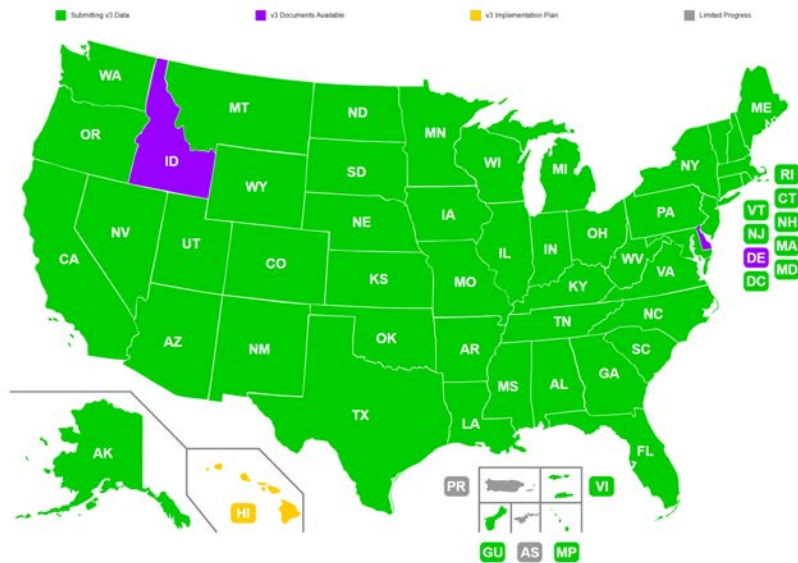 Submitting v3 Data
v3 Documents Available
v3 Implementation Plan
Limited Progress
WA
MT
ND
MN
ME
OR
ID
SD
WI
MI
NY
WY
RI
CT
VT
NH
NJ
MA
DE
MD
DC
NE
IA
PA
NV
UT
CO
IL
IN
OH
WV
VA
CA
KS
MO
KY
NC
TN
AZ
NM
OK
AR
SC
MS
AL
GA
TX
LA
FL
AK
HI
PR
VI
GU
AS
MP